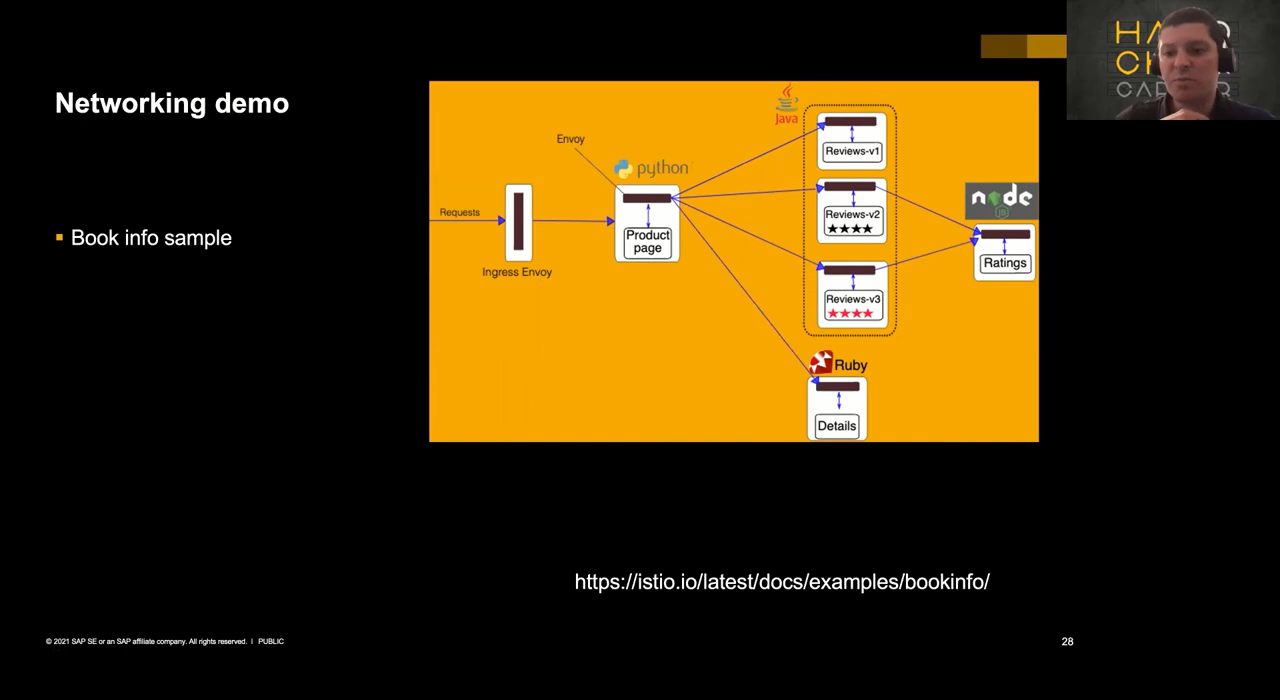 Networking demo
Book info sample
Requests
Ingress Envoy
Envoy
python
Product
page
Java
Reviews-v1
Reviews-v2
Reviews-v3
node
JS
Ratings
Ruby
Details
https://istio.io/latest/docs/examples/bookinfo/
© 2021 SAP SE or an SAP affiliate company. All rights reserved. I PUBLIC
28